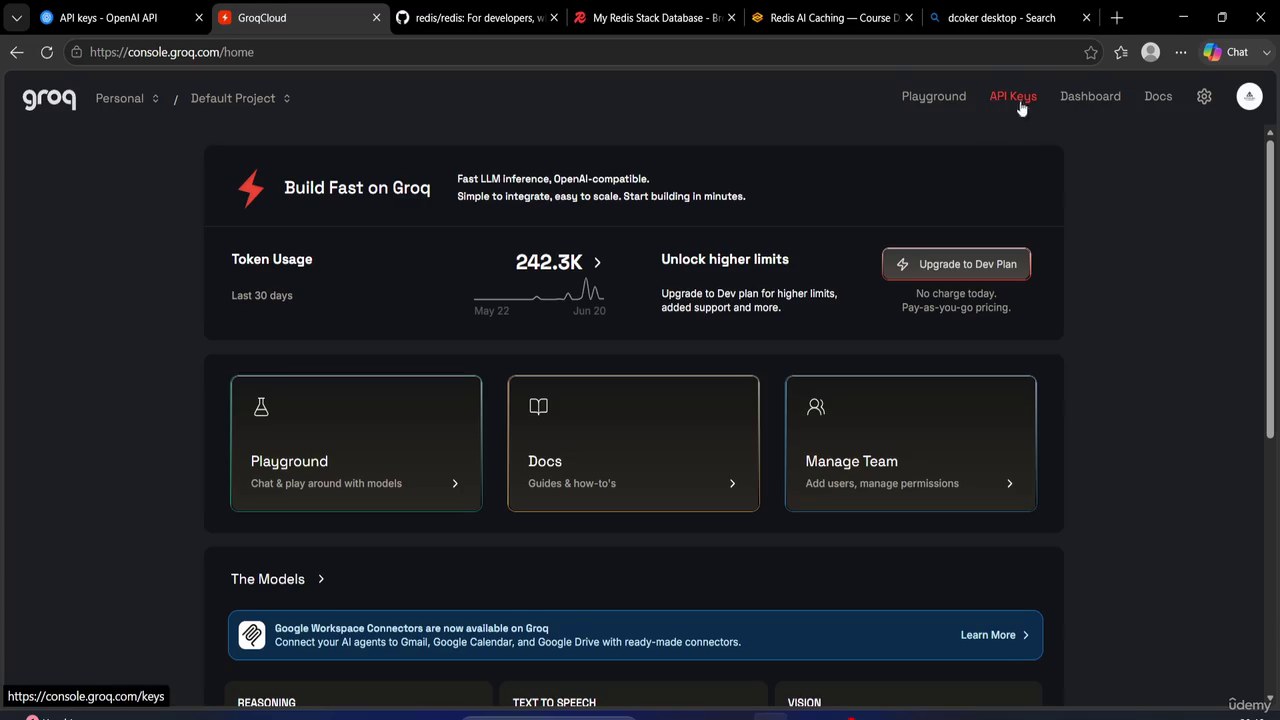 API keys - OpenAI API
GroqCloud
redis/redis: For developers, w
My Redis Stack Database - Br
Redis AI Caching — Course D
dcoker desktop - Search
https://console.groq.com/home
Chat
groq
Personal
/
Default Project
Playground
API Keys
Dashboard
Docs
Build Fast on Groq
Fast LLM inference, OpenAI-compatible.
Simple to integrate, easy to scale. Start building in minutes.
Token Usage
Last 30 days
242.3K
May 22
Jun 20
Unlock higher limits
Upgrade to Dev plan for higher limits,
added support and more.
Upgrade to Dev Plan
No charge today.
Pay-as-you-go pricing.
Playground
Chat & play around with models
Docs
Guides & how-to's
Manage Team
Add users, manage permissions
The Models
Google Workspace Connectors are now available on Groq
Connect your AI agents to Gmail, Google Calendar, and Google Drive with ready-made connectors.
Learn More
REASONING
TEXT TO SPEECH
VISION
https://console.groq.com/keys
ûdemy